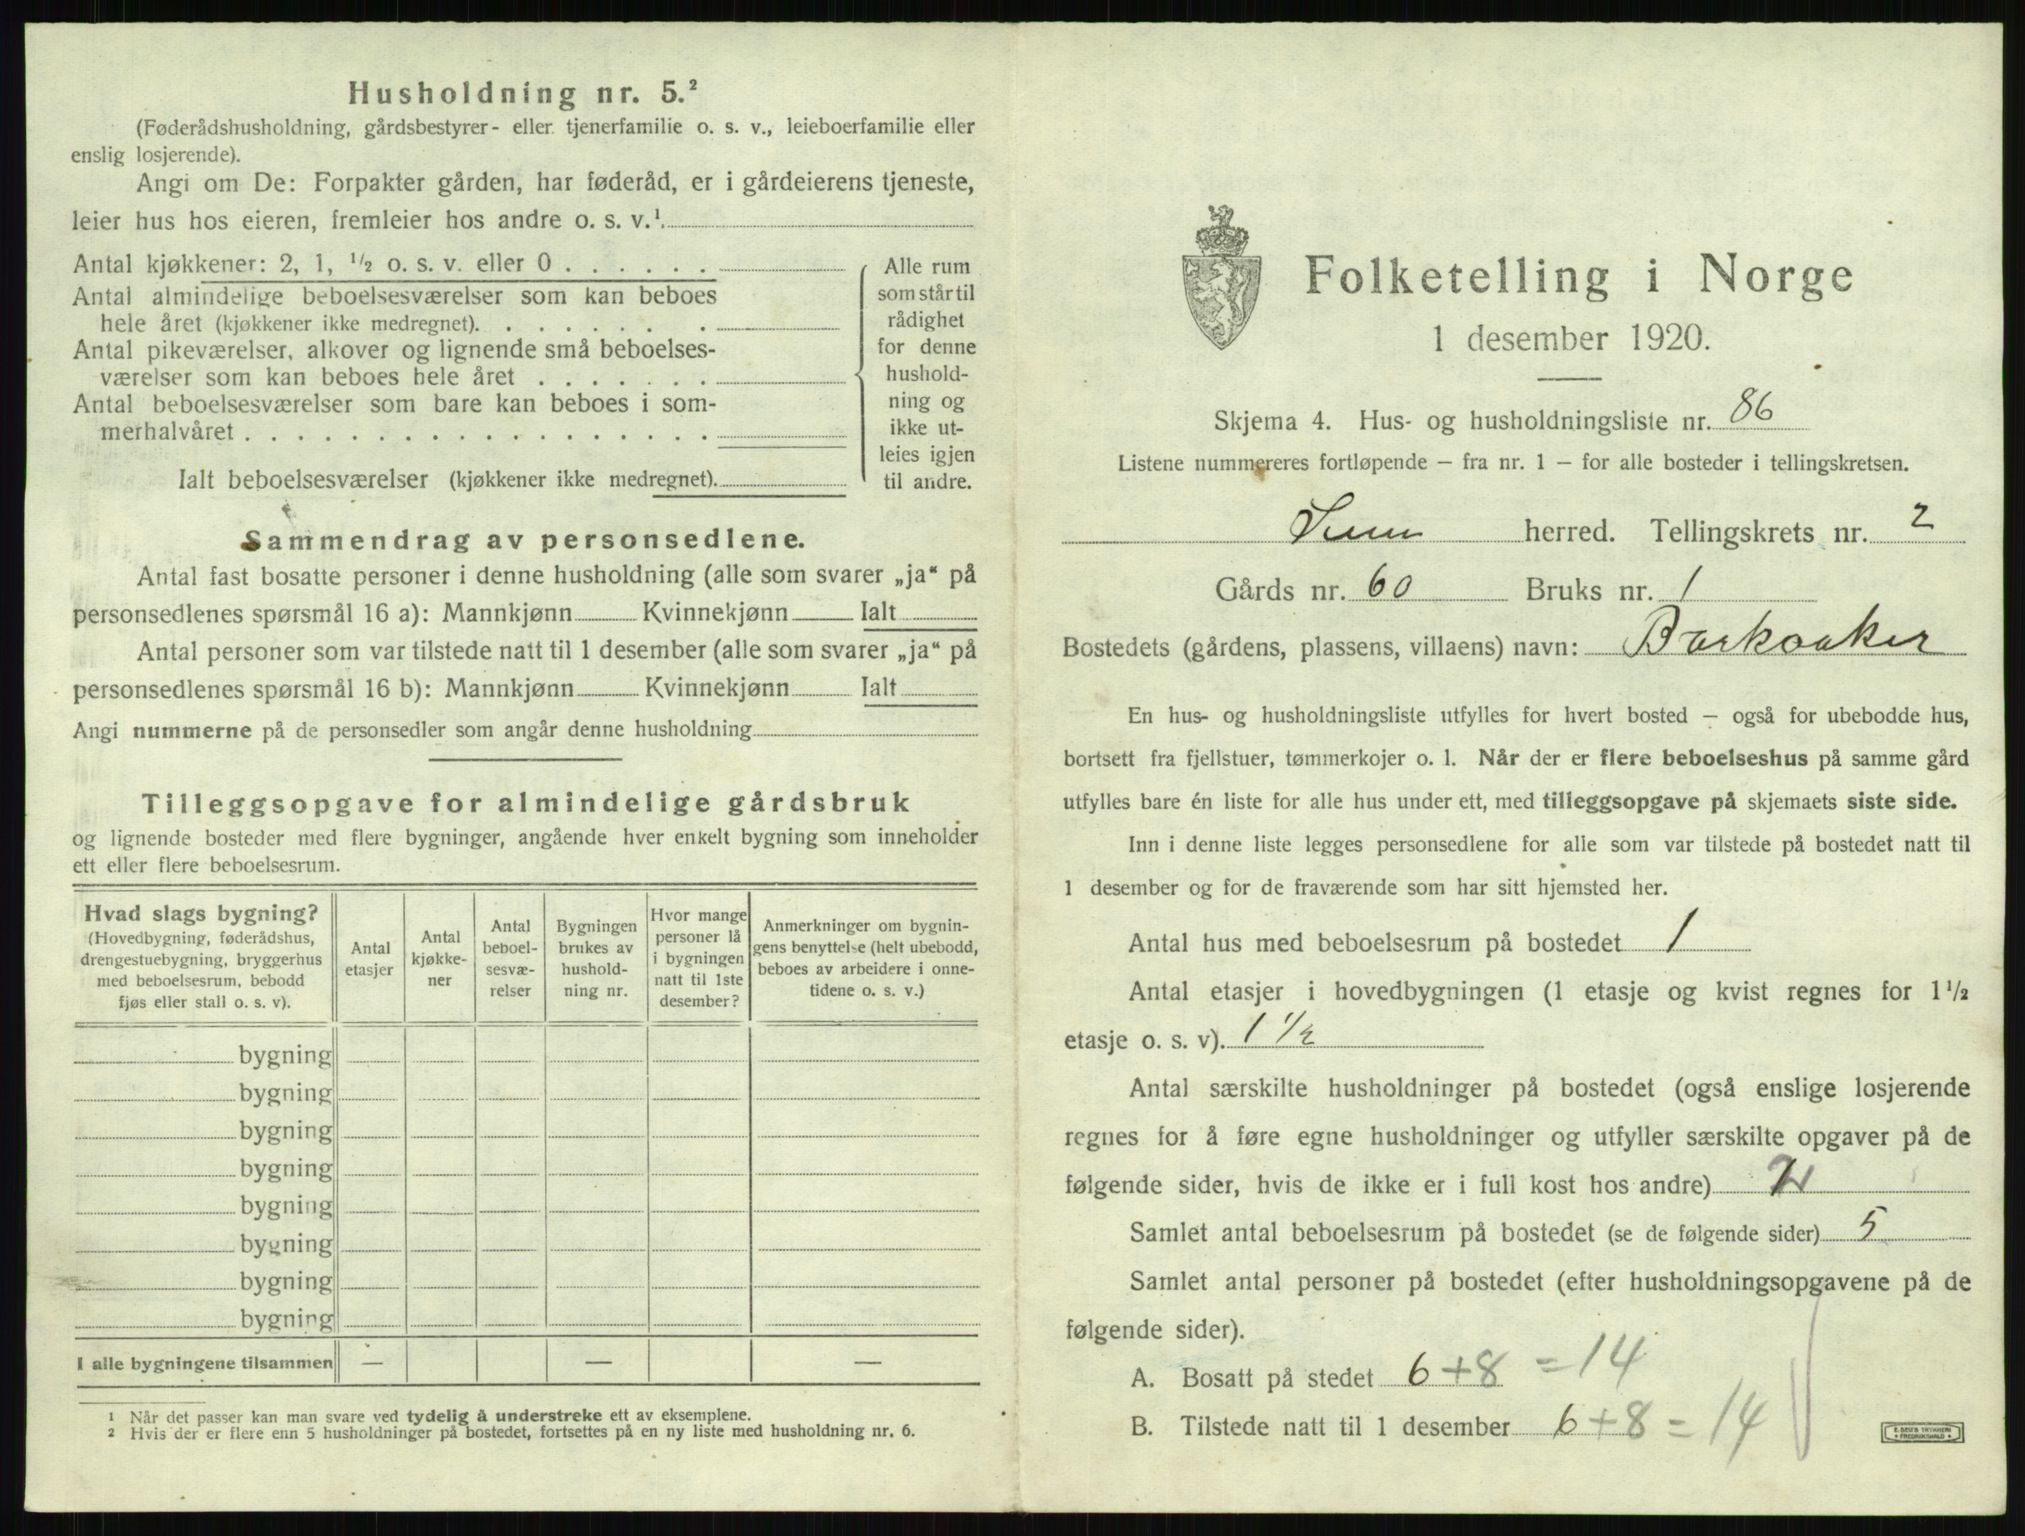 Husholdning nr. 5.²
(Føderådshusholdning, gårdsbestyrer- eller tjenerfamilie o. s. v., leieboerfamilie eller
enslig losjerende).
Angi om De: Forpakter gården, har føderåd, er i gårdeierens tjeneste,
leier hus hos eieren, fremleier hos andre o. s. v.¹.
Antal kjøkkener: 2, 1, ½ o. s. v. eller 0 . . . . . .
Antal almindelige beboelsesværelser som kan beboes
hele året (kjøkkener ikke medregnet). . . . . . . .
Antal pikeværelser, alkover og lignende små beboelses-
værelser som kan beboes hele året . . . . . . .
Antal beboelsesværelser som bare kan beboes i som-
merhalvåret . . . . . . . . . . . . . . . . . .
Ialt beboelsesværelser (kjøkkener ikke medregnet).
Alle rum
som står til
rådighet
for denne
hushold-
ning og
ikke ut-
leies igjen
til andre.
Sammendrag av personsedlene.
Antal fast bosatte personer i denne husholdning (alle som svarer „ja“ på
personsedlenes spørsmål 16 a): Mannkjønn Kvinnekjønn Ialt
Antal personer som var tilstede natt til 1 desember (alle som svarer „ja“ på
personsedlenes spørsmål 16 b): Mannkjønn Kvinnekjønn Ialt
Angi nummerne på de personsedler som angår denne husholdning
Tilleggsopgave for almindelige gårdsbruk
og lignende bosteder med flere bygninger, angående hver enkelt bygning som inneholder
ett eller flere beboelsesrum.
Hvad slags bygning?
(Hovedbygning, føderådshus,
drengestuebygning, bryggerhus
med beboelsesrum, bebodd
fjøs eller stall o. s. v).
Antal
etasjer
Antal
kjøkke-
ner
Antal
beboel-
sesvæ-
relser
Bygningen
brukes av
hushold-
ning nr.
Hvor mange
personer lå
i bygningen
natt til 1ste
desember?
Anmerkninger om bygnin-
gens benyttelse (helt ubebodd,
beboes av arbeidere i onne-
tidene o. s. v.)
bygning
bygning
bygning
bygning
bygning
bygning
bygning
bygning
I alle bygningene tilsammen — — —
¹ Når det passer kan man svare ved tydelig å understreke ett av eksemplene.
² Hvis der er flere enn 5 husholdninger på bostedet, fortsettes på en ny liste med husholdning nr. 6.
Folketelling i Norge
1 desember 1920.
Skjema 4. Hus- og husholdningsliste nr. 86
Listene nummereres fortløpende – fra nr. 1 – for alle bosteder i tellingskretsen.
Sem herred. Tellingskrets nr. 2
Gårds nr. 60 Bruks nr. 1
Bostedets (gårdens, plassens, villaens) navn: Barkaaker
En hus- og husholdningsliste utfylles for hvert bosted – også for ubebodde hus,
bortsett fra fjellstuer, tømmerkojer o. l. Når der er flere beboelseshus på samme gård
utfylles bare én liste for alle hus under ett, med tilleggsopgave på skjemaets siste side.
Inn i denne liste legges personsedlene for alle som var tilstede på bostedet natt til
1 desember og for de fraværende som har sitt hjemsted her.
Antal hus med beboelsesrum på bostedet 1
Antal etasjer i hovedbygningen (1 etasje og kvist regnes for 1½
etasje o. s. v). 1 ½
Antal særskilte husholdninger på bostedet (også enslige losjerende
regnes for å føre egne husholdninger og utfyller særskilte opgaver på de
følgende sider, hvis de ikke er i full kost hos andre) 2
Samlet antal beboelsesrum på bostedet (se de følgende sider) 5
Samlet antal personer på bostedet (efter husholdningsopgavene på de
følgende sider).
A. Bosatt på stedet 6 + 8 = 14
B. Tilstede natt til 1 desember 6 + 8 = 14
E. SEM'S TRYKKERI
FREDRIKSHALD